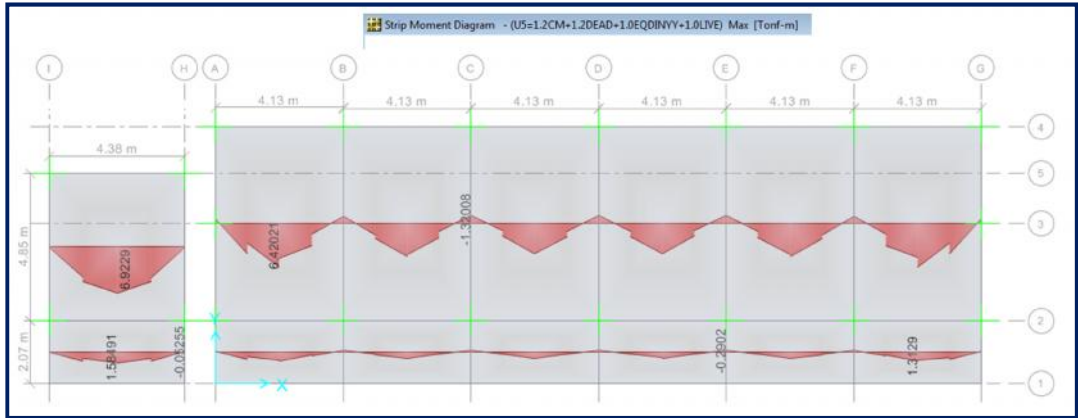 Strip Moment Diagram - (U5=1.2CM+1.2DEAD+1.0EQDINYY+1.0LIVE) Max [Tonf-m]
I H A B C D E F G
4.13 m 4.13 m 4.13 m 4.13 m 4.13 m 4.13 m
4
4.38 m
5
3
4.85 m
6.9229
6.42021
-1.32008
2
Y
2.07 m
1.58491
-0.05255
-0.2902
1.3129
X
1